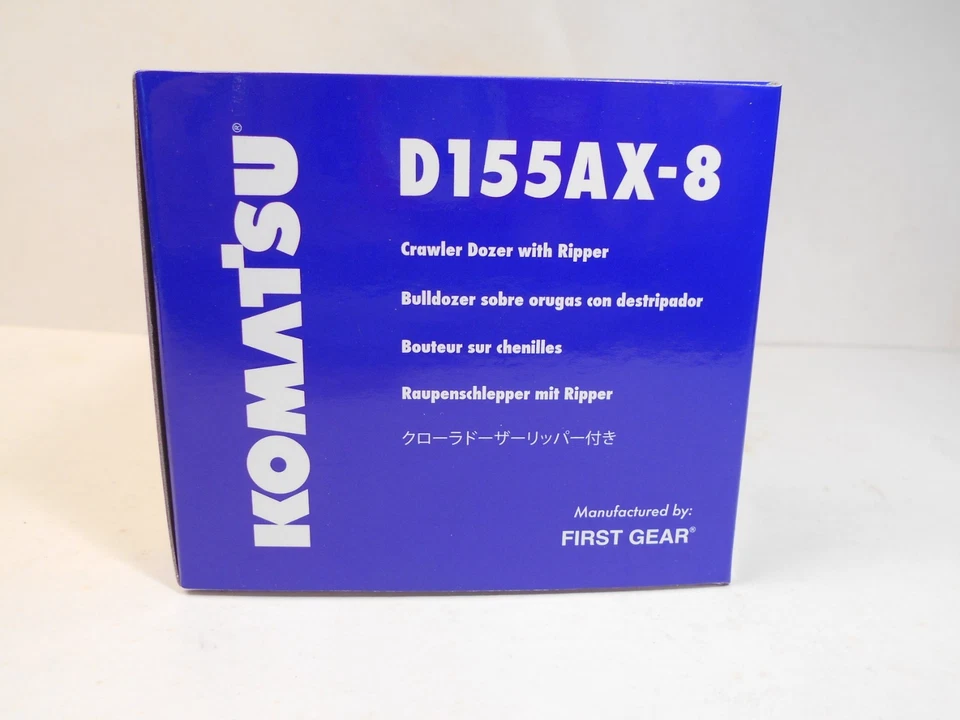 KOMATSU®
D155AX-8
Crawler Dozer with Ripper
Bulldozer sobre orugas con destripador
Bouteur sur chenilles
Raupenschlepper mit Ripper
クローラドーザーリッパー付き
Manufactured by:
FIRST GEAR®